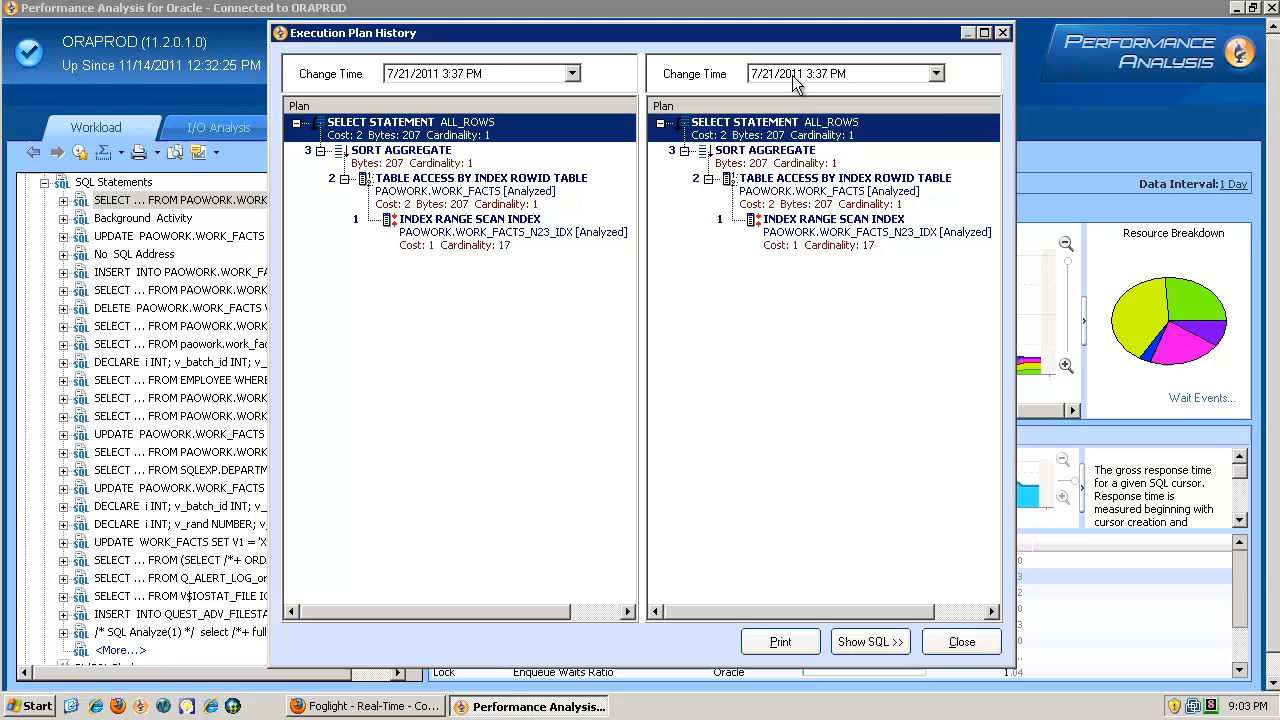 Performance Analysis for Oracle - Connected to ORAPROD
Execution Plan History
ORAPROD (11.2.0.1.0)
Up Since 11/14/2011 12:32:25 PM
PERFORMANCE
ANALYSIS
Workload
I/O Analysis
Data Interval: 1 Day
Change Time 7/21/2011 3:37 PM
Plan
SELECT STATEMENT ALL_ROWS
Cost: 2 Bytes: 207 Cardinality: 1
3 SORT AGGREGATE
Bytes: 207 Cardinality: 1
2 TABLE ACCESS BY INDEX ROWID TABLE
PAOWORK.WORK_FACTS [Analyzed]
Cost: 2 Bytes: 207 Cardinality: 1
1 INDEX RANGE SCAN INDEX
PAOWORK.WORK_FACTS_N23_IDX [Analyzed]
Cost: 1 Cardinality: 17
Change Time 7/21/2011 3:37 PM
Plan
SELECT STATEMENT ALL_ROWS
Cost: 2 Bytes: 207 Cardinality: 1
3 SORT AGGREGATE
Bytes: 207 Cardinality: 1
2 TABLE ACCESS BY INDEX ROWID TABLE
PAOWORK.WORK_FACTS [Analyzed]
Cost: 2 Bytes: 207 Cardinality: 1
1 INDEX RANGE SCAN INDEX
PAOWORK.WORK_FACTS_N23_IDX [Analyzed]
Cost: 1 Cardinality: 17
Print
Show SQL >>
Close
SQL Statements
SELECT ... FROM PAOWORK.WORK
Background Activity
UPDATE PAOWORK.WORK_FACTS
No SQL Address
INSERT INTO PAOWORK.WORK_FA
SELECT ... FROM PAOWORK.WORK
DELETE PAOWORK.WORK_FACTS
SELECT ... FROM PAOWORK.WORK
SELECT ... FROM paowork.work_fac
DECLARE i INT; v_batch_id INT; v_
SELECT ... FROM EMPLOYEE WHERE
SELECT ... FROM PAOWORK.WORK
SELECT ... FROM PAOWORK.WORK
UPDATE PAOWORK.WORK_FACTS
SELECT ... FROM PAOWORK.WORK
SELECT ... FROM SQLEXP.DEPARTM
UPDATE PAOWORK.WORK_FACTS
DECLARE i INT; v_batch_id INT; v_
DECLARE i INT; v_rand NUMBER; v_
UPDATE WORK_FACTS SET V1 = 'X
SELECT ... FROM (SELECT /*+ ORD
SELECT ... FROM Q_ALERT_LOG_or
SELECT ... FROM V$IOSTAT_FILE IO
INSERT INTO QUEST_ADV_FILESTA
/* SQL Analyze(1) */ select /*+ full
<More...>
Resource Breakdown
Wait Events...
The gross response time
for a given SQL cursor.
Response time is
measured beginning with
cursor creation and
Lock Enqueue Waits Ratio Oracle 1.04
Start
Foglight - Real-Time - Co...
Performance Analysis...
9:03 PM